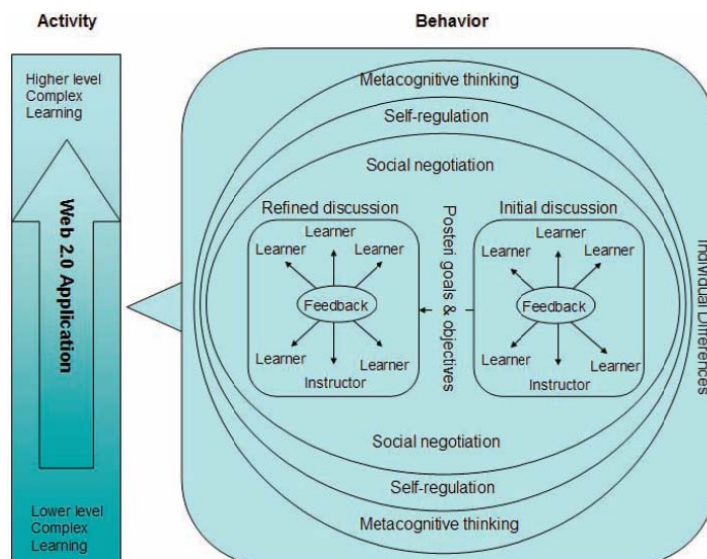 Activity
Behavior
Higher level
Complex
Learning
Web 2.0 Application
Lower level
Complex
Learning
Metacognitive thinking
Self-regulation
Social negotiation
Refined discussion
Learner
Learner
Learner
Feedback
Learner
Learner
Instructor
Posteri goals & objectives
Initial discussion
Learner
Learner
Learner
Feedback
Learner
Learner
Instructor
Individual Differences
Social negotiation
Self-regulation
Metacognitive thinking